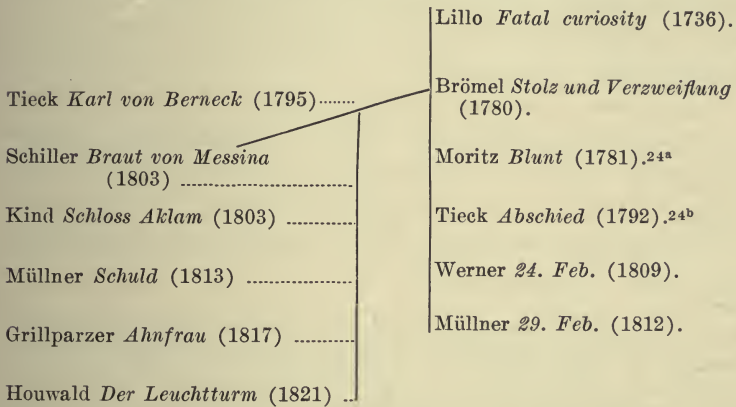 Tieck Karl von Berneck (1795)........
Schiller Braut von Messina
(1803) ........................................
Kind Schloss Aklam (1803) ................
Müllner Schuld (1813) .........................
Grillparzer Ahnfrau (1817) ..............
Houwald Der Leuchtturm (1821) ..
Lillo Fatal curiosity (1736).
Brömel Stolz und Verzweiflung
(1780).
Moritz Blunt (1781).24a
Tieck Abschied (1792).24b
Werner 24. Feb. (1809).
Müllner 29. Feb. (1812).